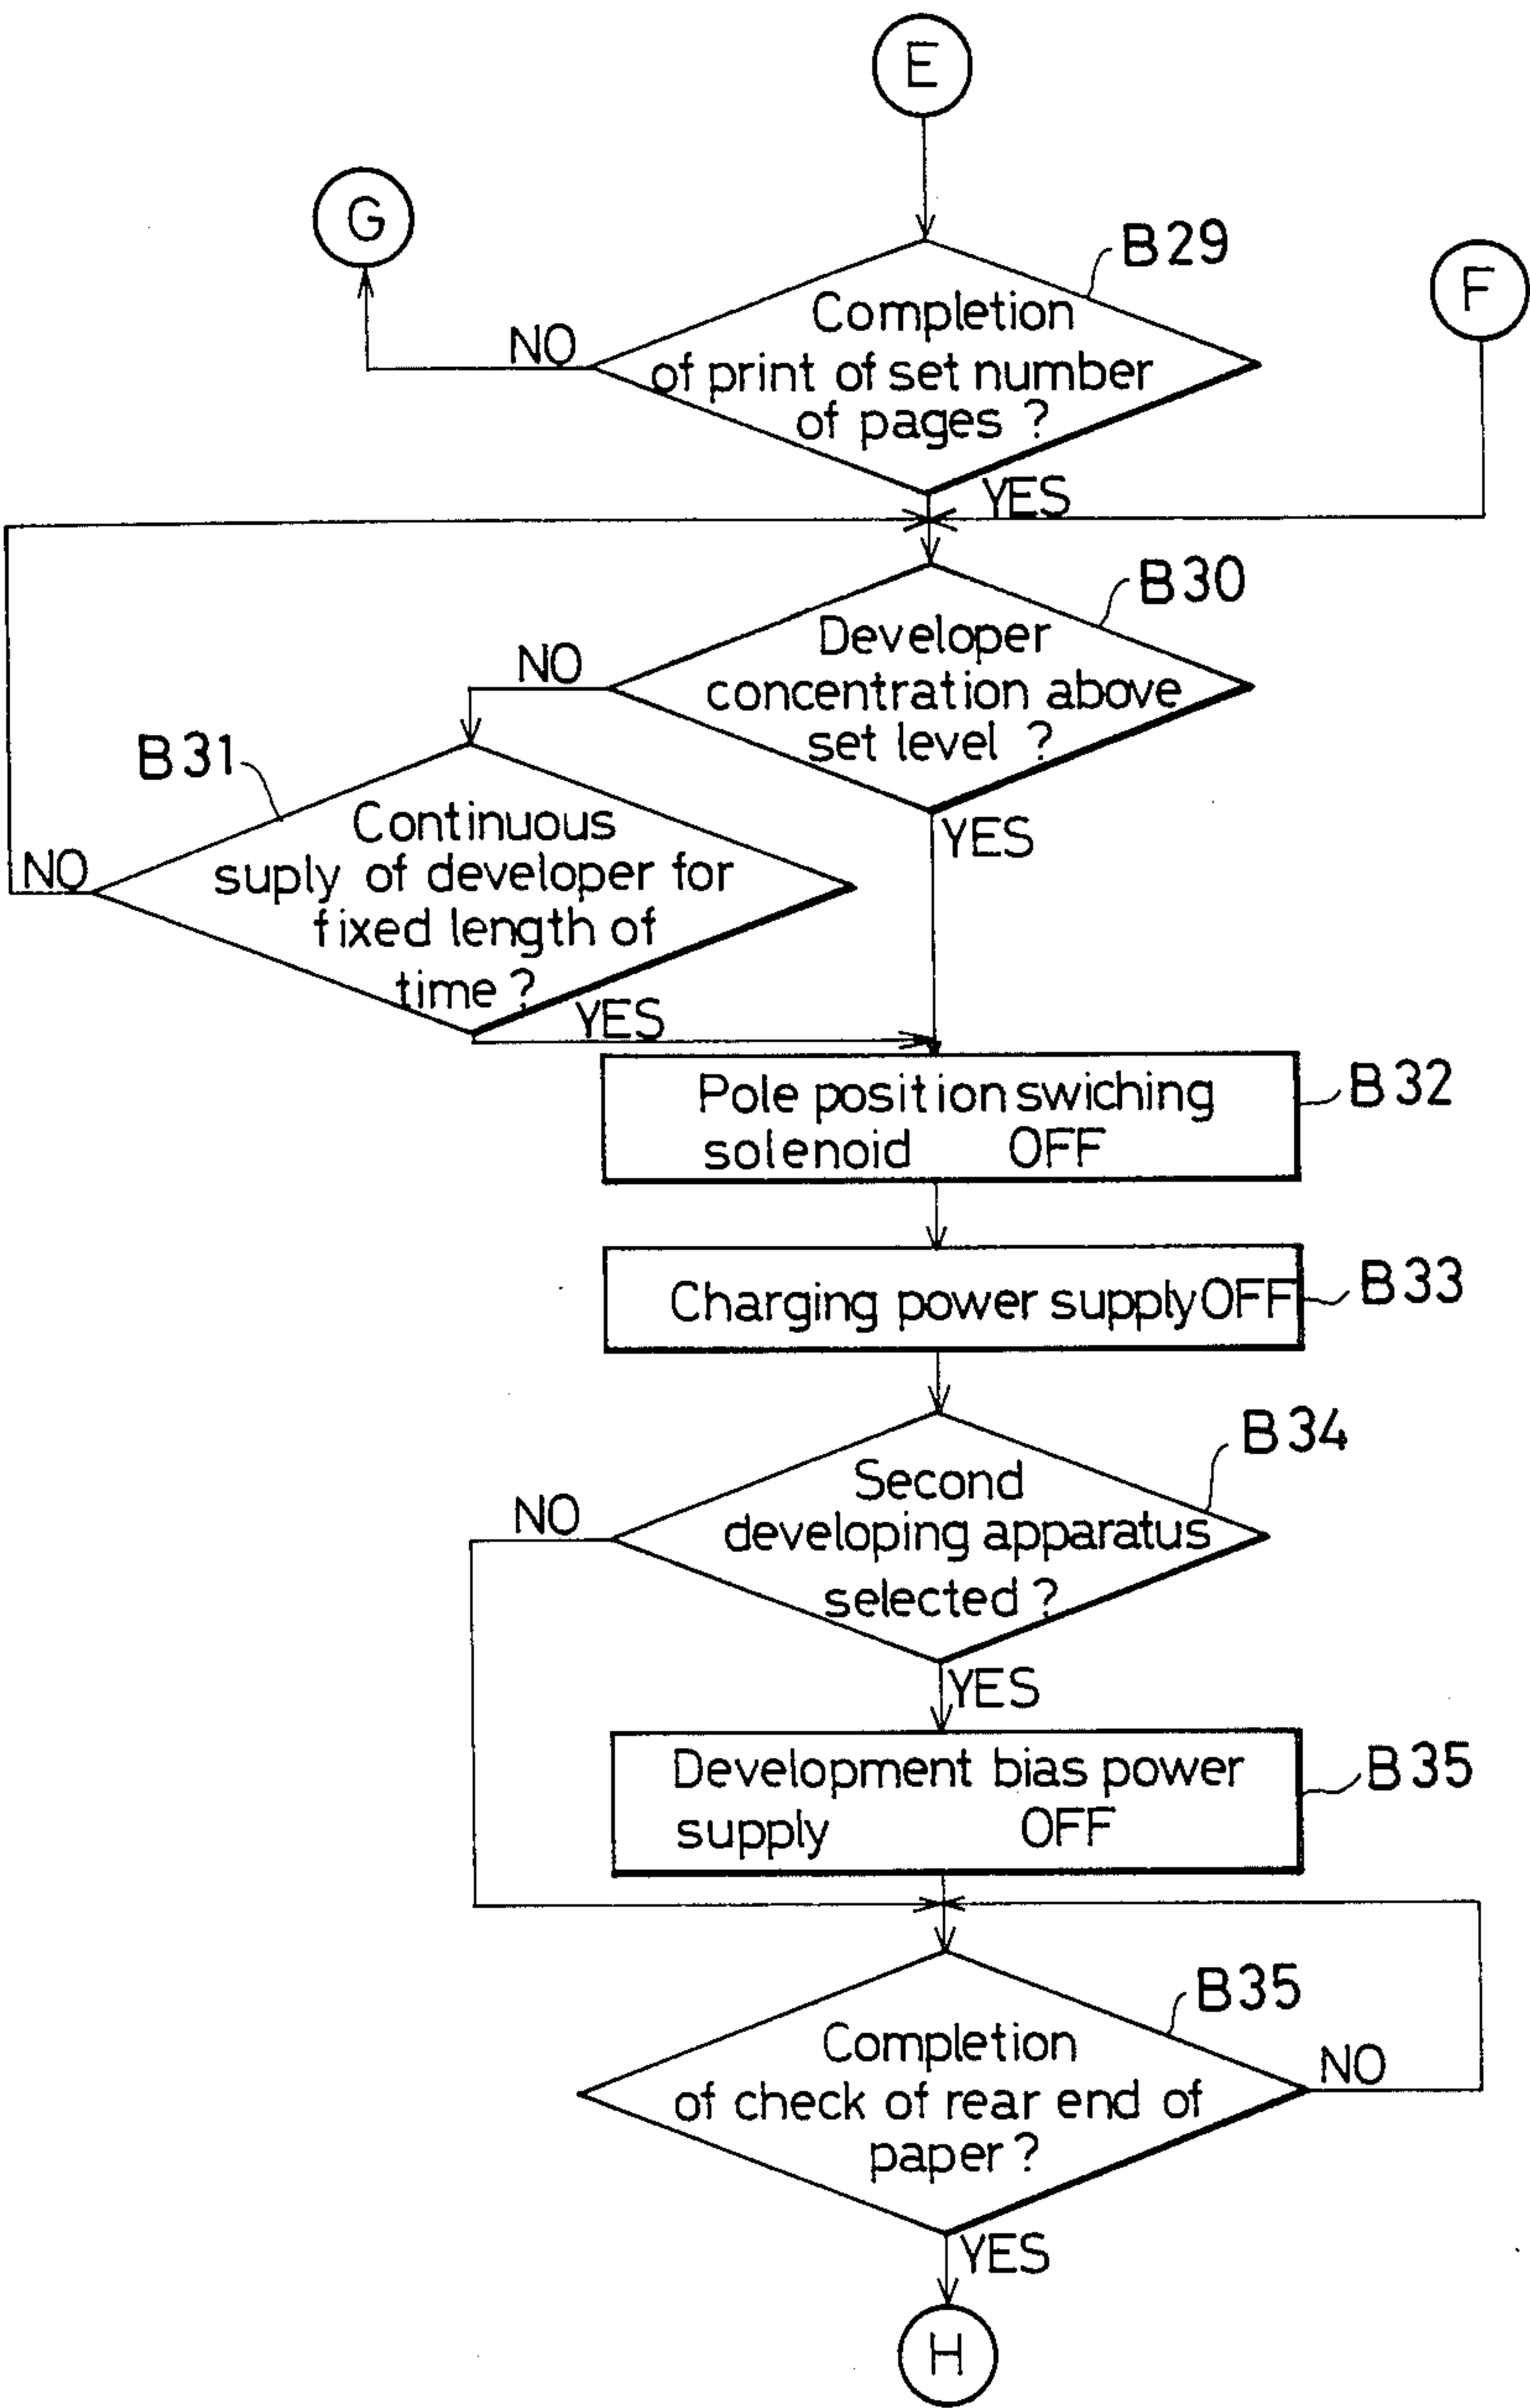 E
G
B29
F
Completion
of print of set number
of pages ?
NO
YES
B30
Developer
concentration above
set level ?
NO
YES
B31
Continuous
suply of developer for
fixed length of
time ?
NO
YES
B32
Pole position swiching
solenoid OFF
B33
Charging power supply OFF
B34
Second
developing apparatus
selected ?
NO
YES
B35
Development bias power
supply OFF
B35
Completion
of check of rear end of
paper ?
NO
YES
H